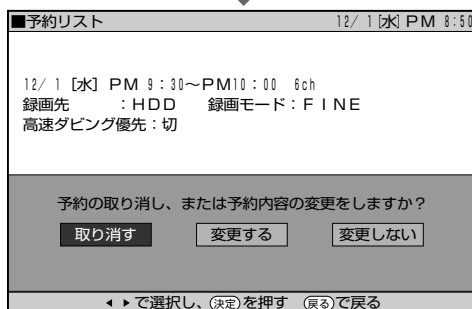 ■予約リスト 12/ 1 [水] PM 8:50
12/ 1 [水] PM 9:30〜PM10:00 6ch
録画先 :HDD 録画モード:FINE
高速ダビング優先:切
予約の取り消し、または予約内容の変更をしますか?
取り消す 変更する 変更しない
で選択し、決定を押す 戻るで戻る